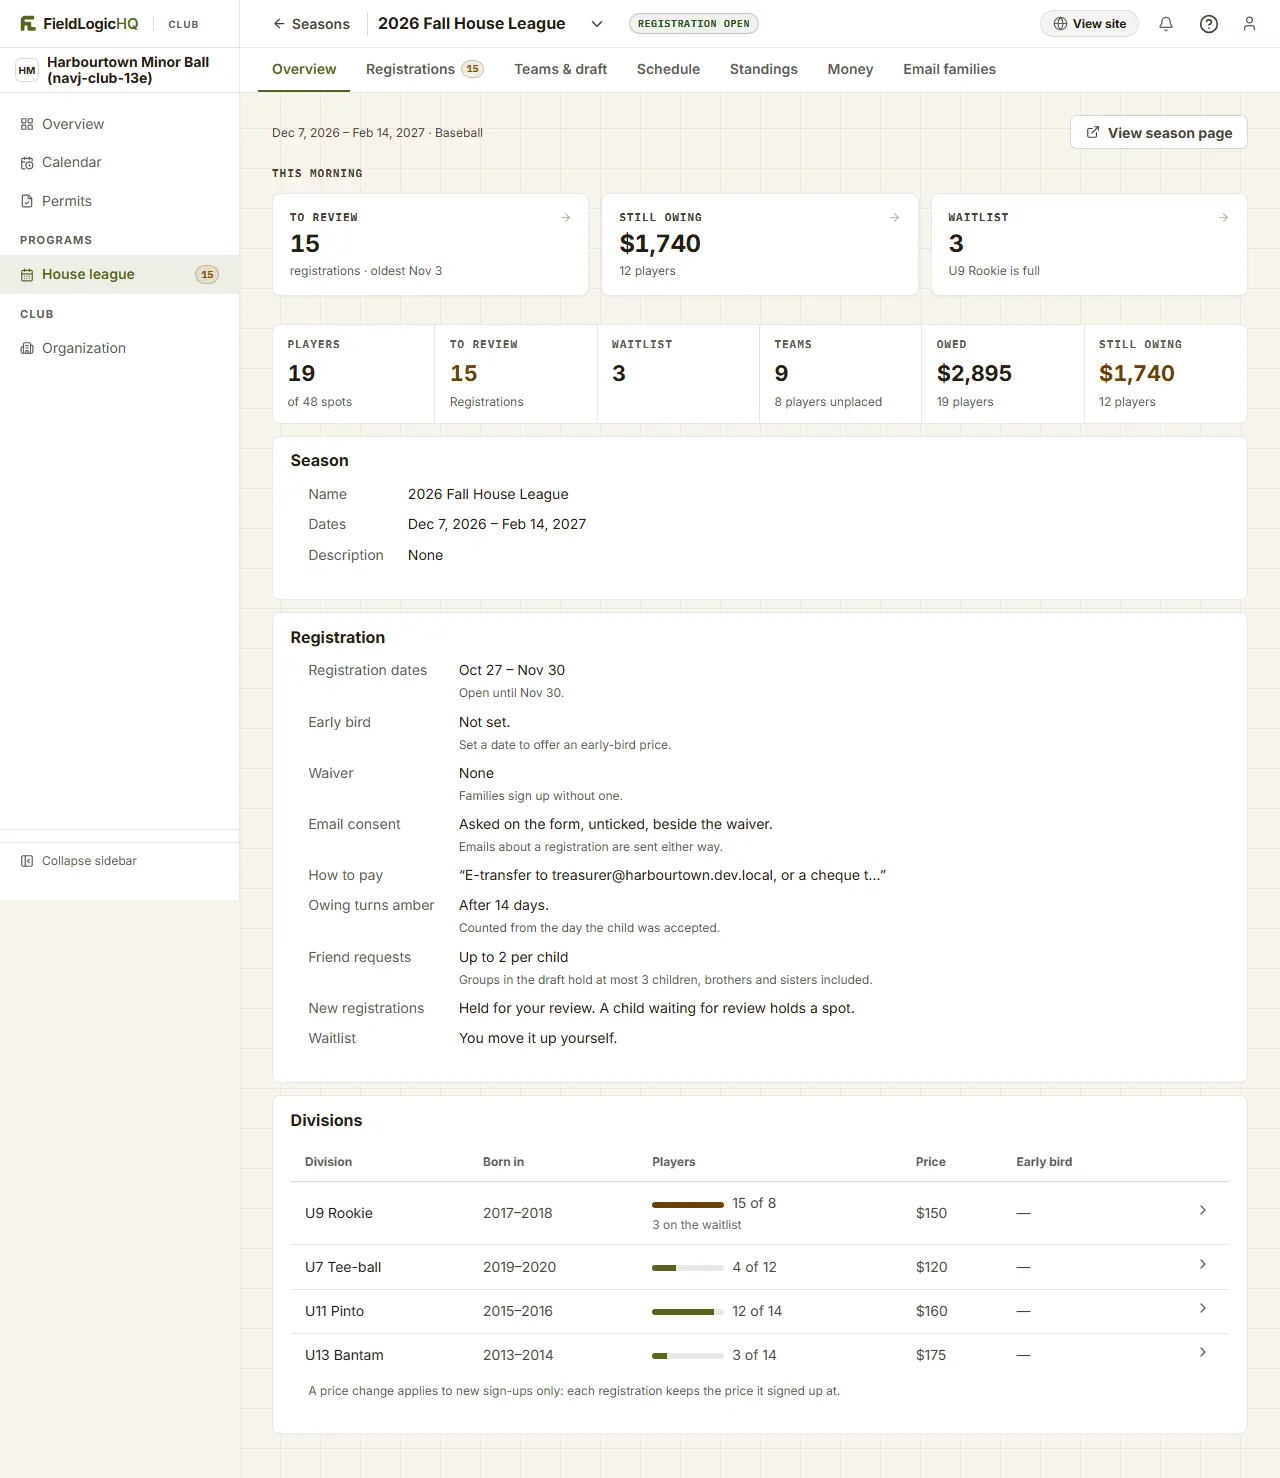 FieldLogicHQ CLUB
← Seasons 2026 Fall House League REGISTRATION OPEN View site
HM Harbourtown Minor Ball
(navj-club-13e)
Overview Registrations 15 Teams & draft Schedule Standings Money Email families
Overview
Calendar
Permits
PROGRAMS
House league 15
CLUB
Organization
Collapse sidebar
Dec 7, 2026 – Feb 14, 2027 · Baseball
View season page
THIS MORNING
TO REVIEW
15
registrations · oldest Nov 3
STILL OWING
$1,740
12 players
WAITLIST
3
U9 Rookie is full
PLAYERS
19
of 48 spots
TO REVIEW
15
Registrations
WAITLIST
3
TEAMS
9
8 players unplaced
OWED
$2,895
19 players
STILL OWING
$1,740
12 players
Season
Name 2026 Fall House League
Dates Dec 7, 2026 – Feb 14, 2027
Description None
Registration
Registration dates Oct 27 – Nov 30
Open until Nov 30.
Early bird Not set.
Set a date to offer an early-bird price.
Waiver None
Families sign up without one.
Email consent Asked on the form, unticked, beside the waiver.
Emails about a registration are sent either way.
How to pay “E-transfer to treasurer@harbourtown.dev.local, or a cheque t…”
Owing turns amber After 14 days.
Counted from the day the child was accepted.
Friend requests Up to 2 per child
Groups in the draft hold at most 3 children, brothers and sisters included.
New registrations Held for your review. A child waiting for review holds a spot.
Waitlist You move it up yourself.
Divisions
Division Born in Players Price Early bird
U9 Rookie 2017–2018 15 of 8 $150 —
3 on the waitlist
U7 Tee-ball 2019–2020 4 of 12 $120 —
U11 Pinto 2015–2016 12 of 14 $160 —
U13 Bantam 2013–2014 3 of 14 $175 —
A price change applies to new sign-ups only: each registration keeps the price it signed up at.